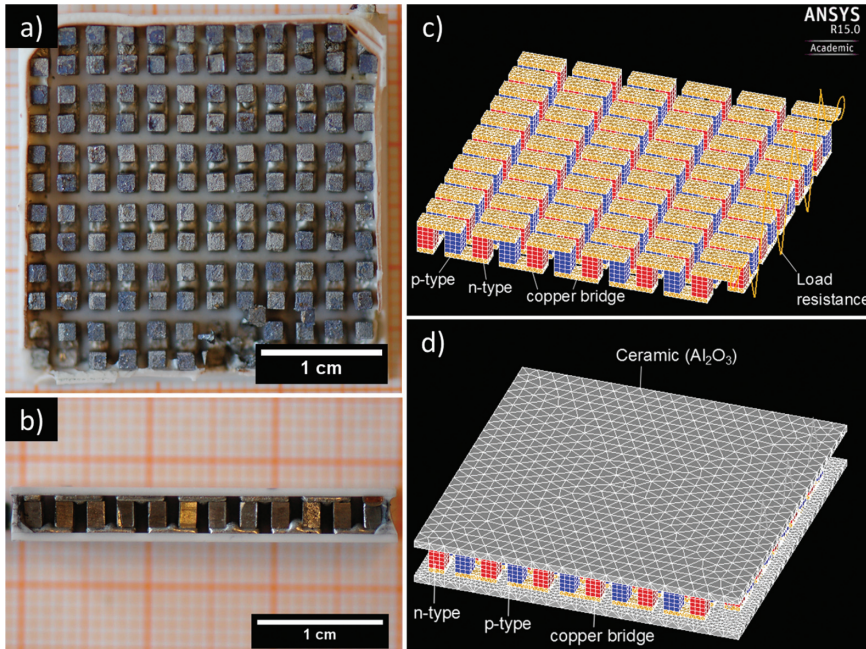 a)
1 cm
b)
1 cm
c)
ANSYS
R15.0
Academic
p-type
n-type
copper bridge
Load
resistance
d)
Ceramic (Al₂O₃)
n-type
p-type
copper bridge